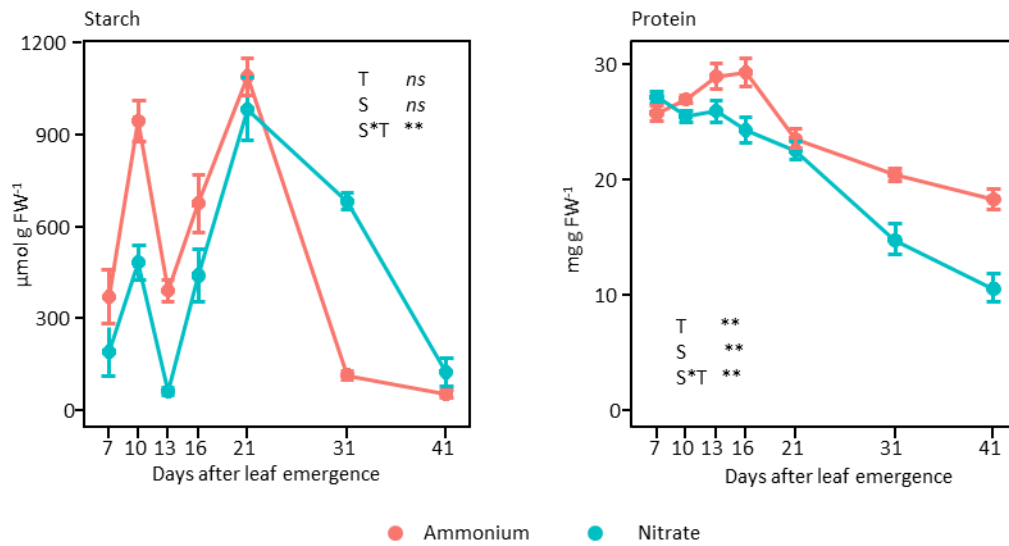 Starch
1200
900
600
300
0
µmol g FW⁻¹
T ns
S ns
S*T **
7 10 13 16 21 31 41
Days after leaf emergence
Protein
30
20
10
0
mg g FW⁻¹
T **
S **
S*T **
7 10 13 16 21 31 41
Days after leaf emergence
Ammonium Nitrate